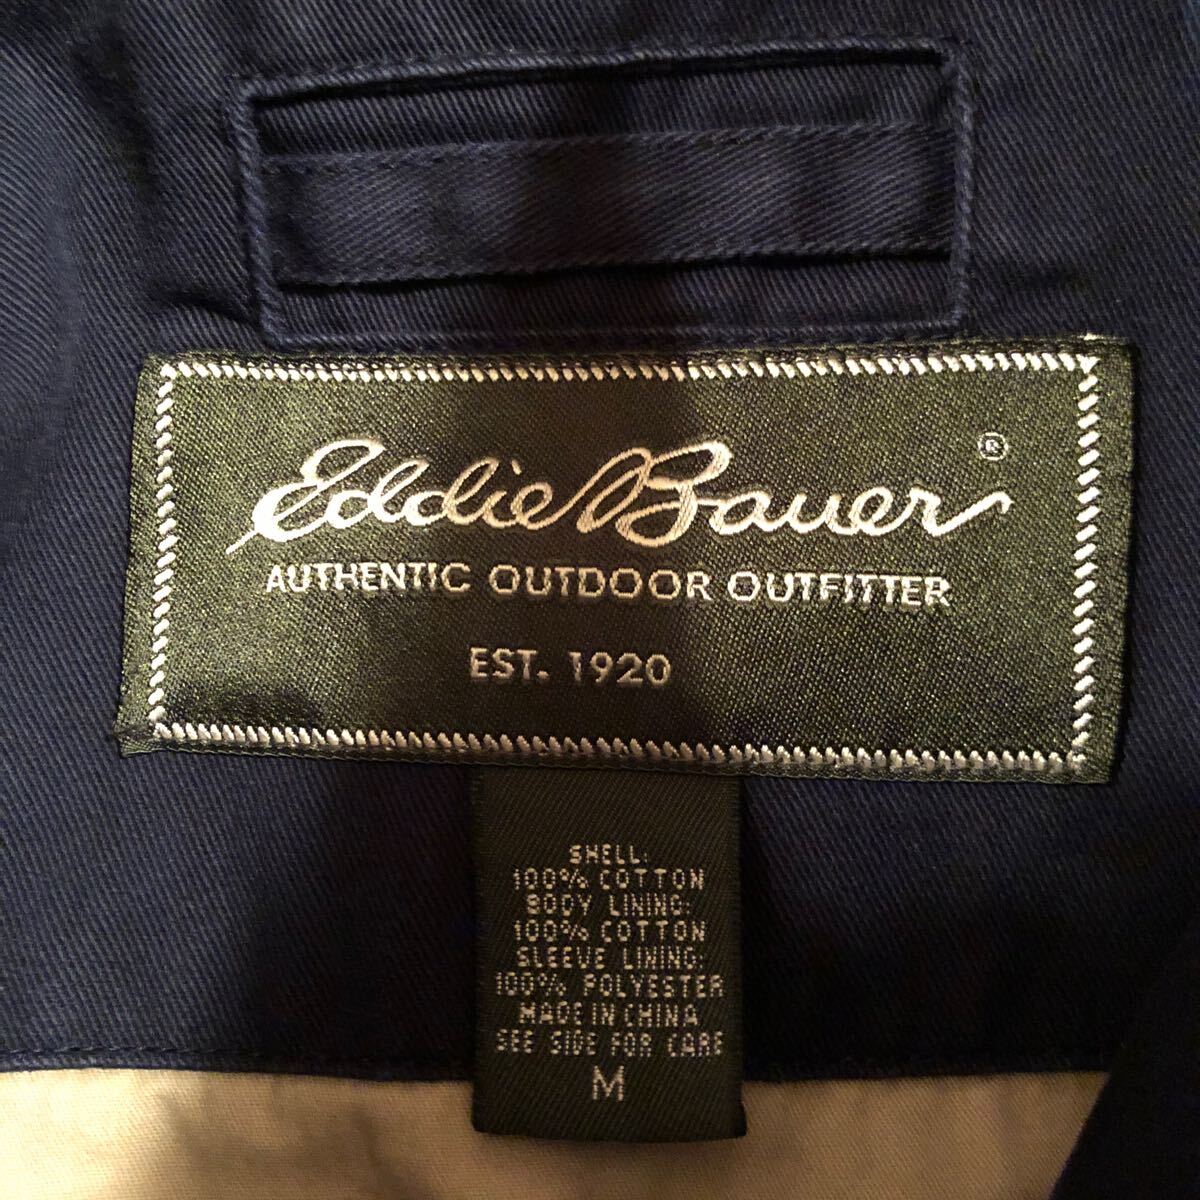 Eddie Bauer®
AUTHENTIC OUTDOOR OUTFITTER
EST. 1920
SHELL:
100% COTTON
BODY LINING:
100% COTTON
SLEEVE LINING:
100% POLYESTER
MADE IN CHINA
SEE SIDE FOR CARE
M